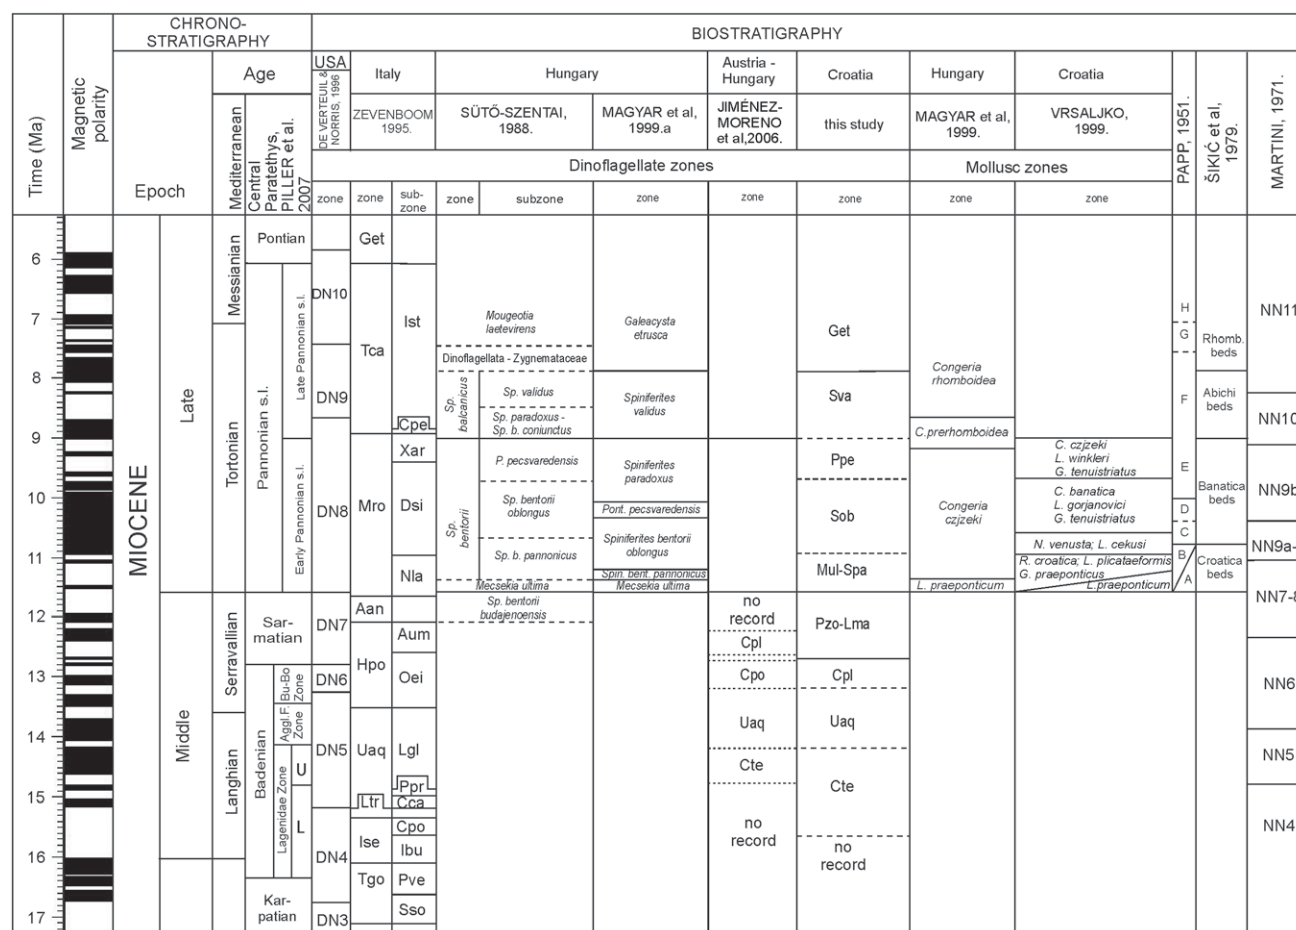 CHRONO-
STRATIGRAPHY
BIOSTRATIGRAPHY
Time (Ma)
Magnetic
polarity
Epoch
Age
Mediterranean
Central
Paratethys,
PILLER et al.
2007
USA
DE VERTEUIL &
NORRIS, 1996
Italy
ZEVENBOOM
1995.
Hungary
SÜTŐ-SZENTAI,
1988.
MAGYAR et al,
1999.a
Austria -
Hungary
JIMÉNEZ-
MORENO
et al,2006.
Croatia
this study
Hungary
MAGYAR et al,
1999.
Croatia
VRSALJKO,
1999.
PAPP, 1951.
ŠIKIĆ et al,
1979.
MARTINI, 1971.
Dinoflagellate zones
Mollusc zones
zone
zone
sub-
zone
zone
subzone
zone
zone
zone
zone
zone
6
7
8
9
10
11
12
13
14
15
16
17
MIOCENE
Late
Middle
Messianian
Tortonian
Serravallian
Langhian
Pontian
Pannonian s.l.
Late Pannonian s.l.
Early Pannonian s.l.
Sar-
matian
Badenian
Bu-Bo
Zone
Aggl.F.
Zone
Lagenidae Zone
U
L
Kar-
patian
DN10
DN9
DN8
DN7
DN6
DN5
DN4
DN3
Get
Tca
Mro
Aan
Hpo
Uaq
Ltr
Ise
Tgo
Ist
Cpe
Xar
Dsi
Nla
Aum
Oei
Lgl
Ppr
Cca
Cpo
Ibu
Pve
Sso
Mougeotia
laetevirens
Dinoflagellata - Zygnemataceae
Sp.
balcanicus
Sp. validus
Sp. paradoxus -
Sp. b. coniunctus
Sp.
bentorii
P. pecsvaredensis
Sp. bentorii
oblongus
Sp. b. pannonicus
Mecsekia ultima
Sp. bentorii
budajenoensis
Galeacysta
etrusca
Spiniferites
validus
Spiniferites
paradoxus
Pont. pecsvaredensis
Spiniferites bentorii
oblongus
Spin. bent. pannonicus
Mecsekia ultima
no
record
Cpl
Cpo
Uaq
Cte
no
record
Get
Sva
Ppe
Sob
Mul-Spa
Pzo-Lma
Cpl
Uaq
Cte
no
record
Congeria
rhomboidea
C.prerhomboidea
Congeria
czjzeki
L. praeponticum
C. czjzeki
L. winkleri
G. tenuistriatus
C. banatica
L. gorjanovici
G. tenuistriatus
N. venusta; L. cekusi
R. croatica; L. plicataeformis
G. praeponticus
L.praeponticum
H
G
F
E
D
C
B
A
Rhomb.
beds
Abichi
beds
Banatica
beds
Croatica
beds
NN11
NN10
NN9b
NN9a-
NN7-8
NN6
NN5
NN4